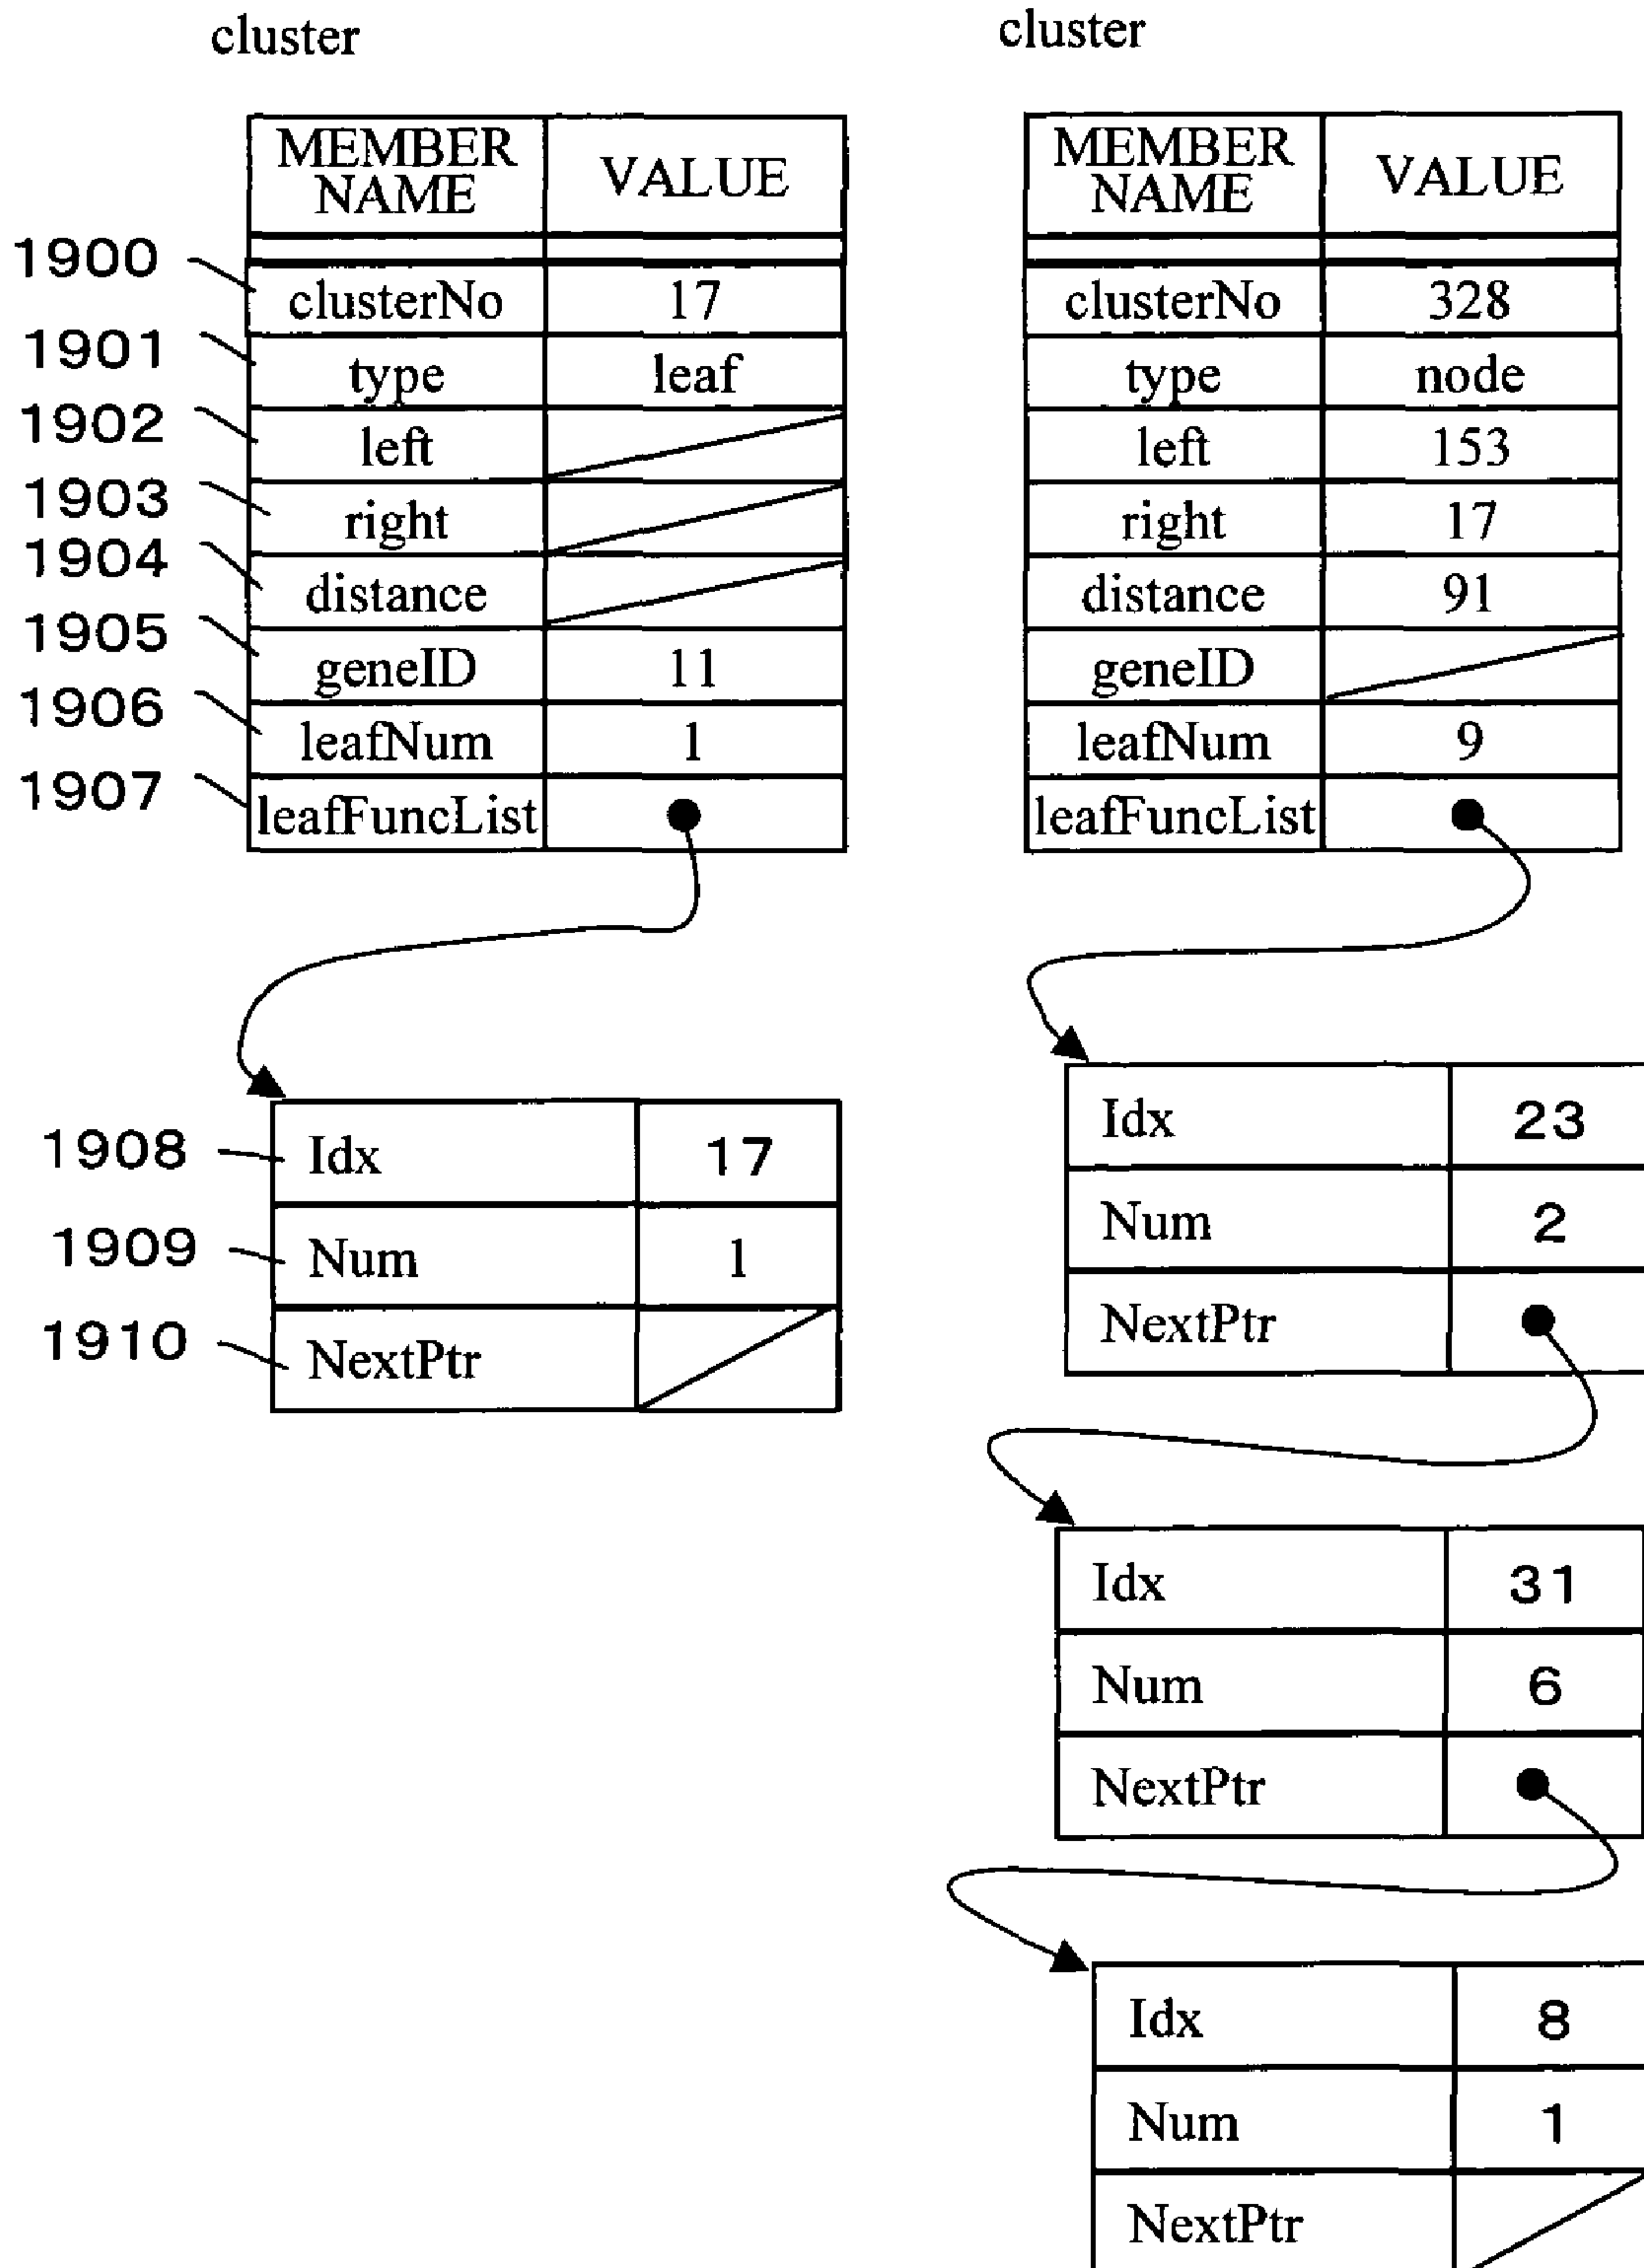 cluster
MEMBER NAME VALUE
1900 clusterNo 17
1901 type leaf
1902 left
1903 right
1904 distance
1905 geneID 11
1906 leafNum 1
1907 leafFuncList
1908 Idx 17
1909 Num 1
1910 NextPtr
cluster
MEMBER NAME VALUE
clusterNo 328
type node
left 153
right 17
distance 91
geneID
leafNum 9
leafFuncList
Idx 23
Num 2
NextPtr
Idx 31
Num 6
NextPtr
Idx 8
Num 1
NextPtr